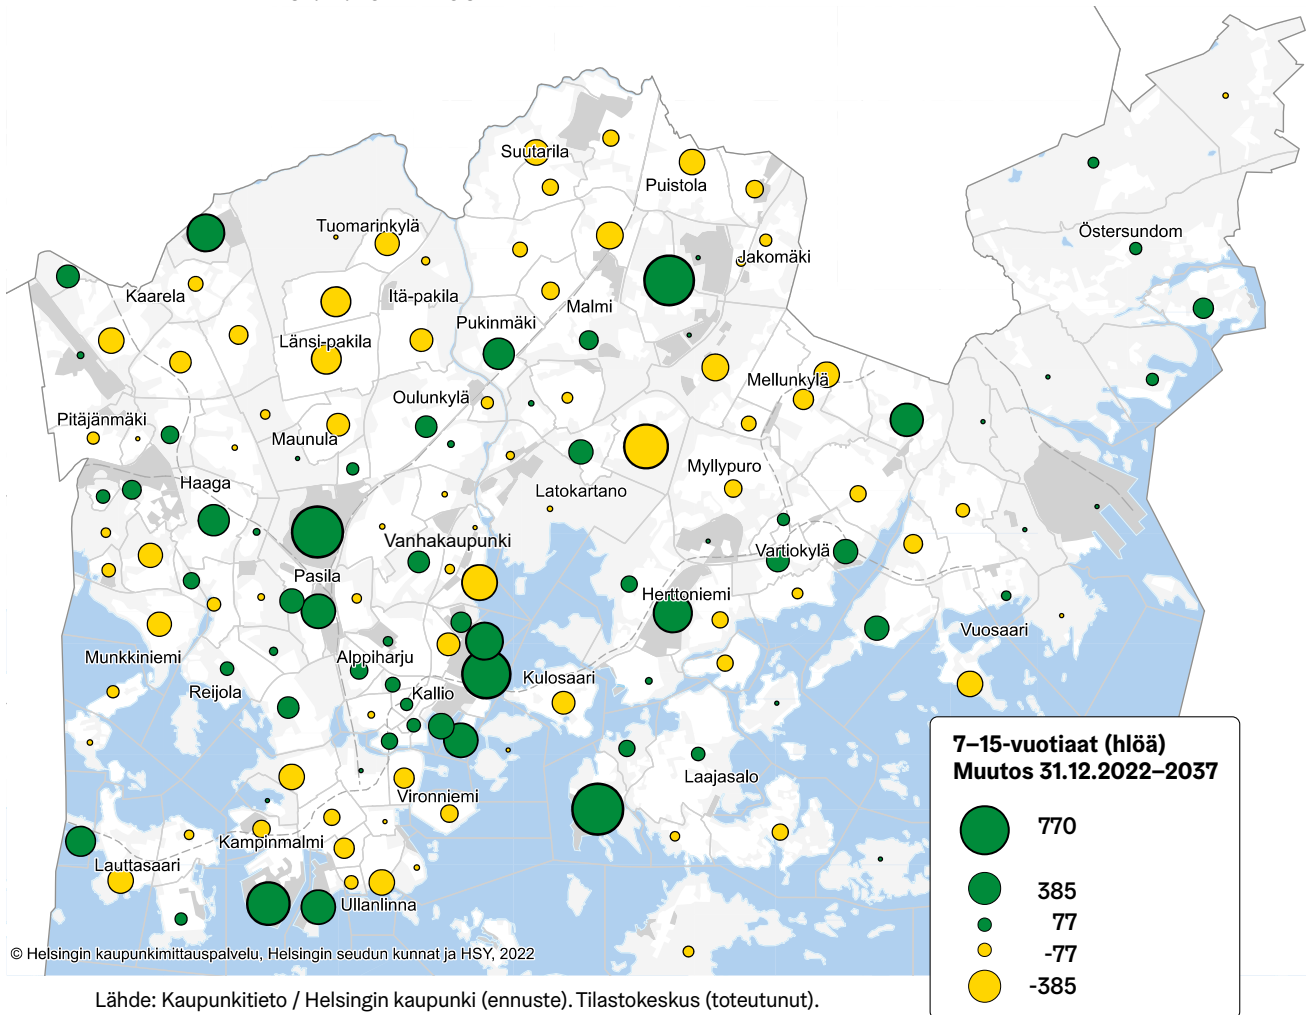 Suutarila
Puistola
Tuomarinkylä
Östersundom
Jakomäki
Kaarela
Itä-pakila
Malmi
Pukinmäki
Länsi-pakila
Mellunkylä
Oulunkylä
Pitäjänmäki
Maunula
Myllypuro
Haaga
Latokartano
Vanhakaupunki
Vartiokylä
Pasila
Herttoniemi
Vuosaari
Munkkiniemi
Alppiharju
Kulosaari
Reijola
Kallio
Laajasalo
Vironniemi
Kampinmalmi
Lauttasaari
Ullanlinna
7–15-vuotiaat (hlöä)
Muutos 31.12.2022–2037
770
385
77
-77
-385
© Helsingin kaupunkimittauspalvelu, Helsingin seudun kunnat ja HSY, 2022
Lähde: Kaupunkitieto / Helsingin kaupunki (ennuste). Tilastokeskus (toteutunut).